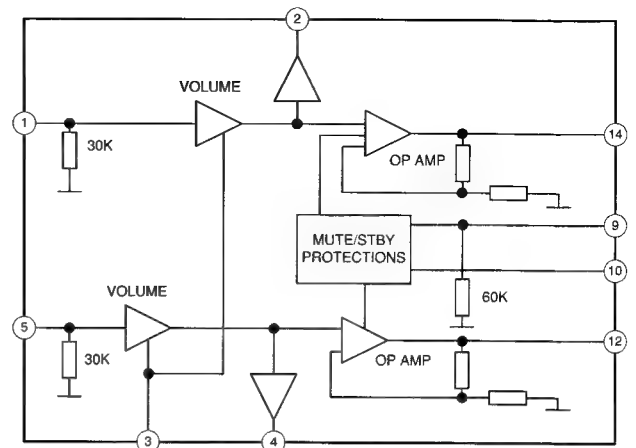 2
VOLUME
1
30K
OP AMP
14
MUTE/STBY
PROTECTIONS
9
10
VOLUME
60K
5
30K
OP AMP
12
3
4